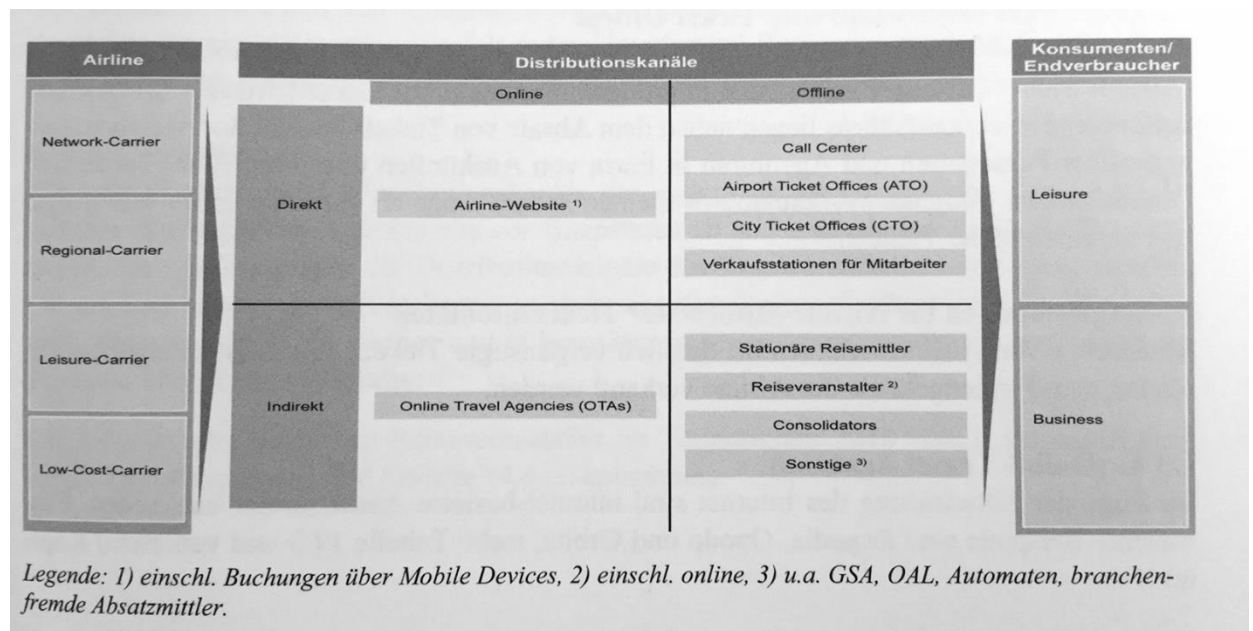 Airline
Distributionskanäle
Konsumenten/
Endverbraucher
Online
Offline
Network-Carrier
Regional-Carrier
Leisure-Carrier
Low-Cost-Carrier
Direkt
Airline-Website ¹⁾
Call Center
Airport Ticket Offices (ATO)
City Ticket Offices (CTO)
Verkaufsstationen für Mitarbeiter
Indirekt
Online Travel Agencies (OTAs)
Stationäre Reisemittler
Reiseveranstalter ²⁾
Consolidators
Sonstige ³⁾
Leisure
Business
Legende: 1) einschl. Buchungen über Mobile Devices, 2) einschl. online, 3) u.a. GSA, OAL, Automaten, branchen-
fremde Absatzmittler.